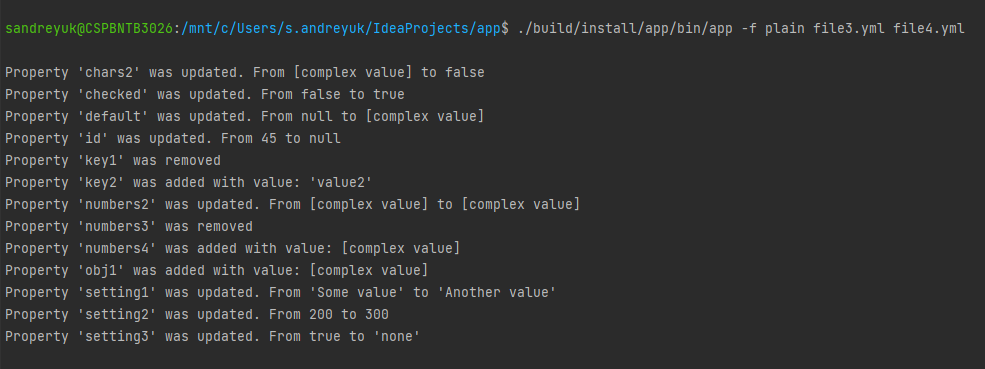 sandreyuk@CSPBNTB3026:/mnt/c/Users/s.andreyuk/IdeaProjects/app$ ./build/install/app/bin/app -f plain file3.yml file4.yml
Property 'chars2' was updated. From [complex value] to false
Property 'checked' was updated. From false to true
Property 'default' was updated. From null to [complex value]
Property 'id' was updated. From 45 to null
Property 'key1' was removed
Property 'key2' was added with value: 'value2'
Property 'numbers2' was updated. From [complex value] to [complex value]
Property 'numbers3' was removed
Property 'numbers4' was added with value: [complex value]
Property 'obj1' was added with value: [complex value]
Property 'setting1' was updated. From 'Some value' to 'Another value'
Property 'setting2' was updated. From 200 to 300
Property 'setting3' was updated. From true to 'none'